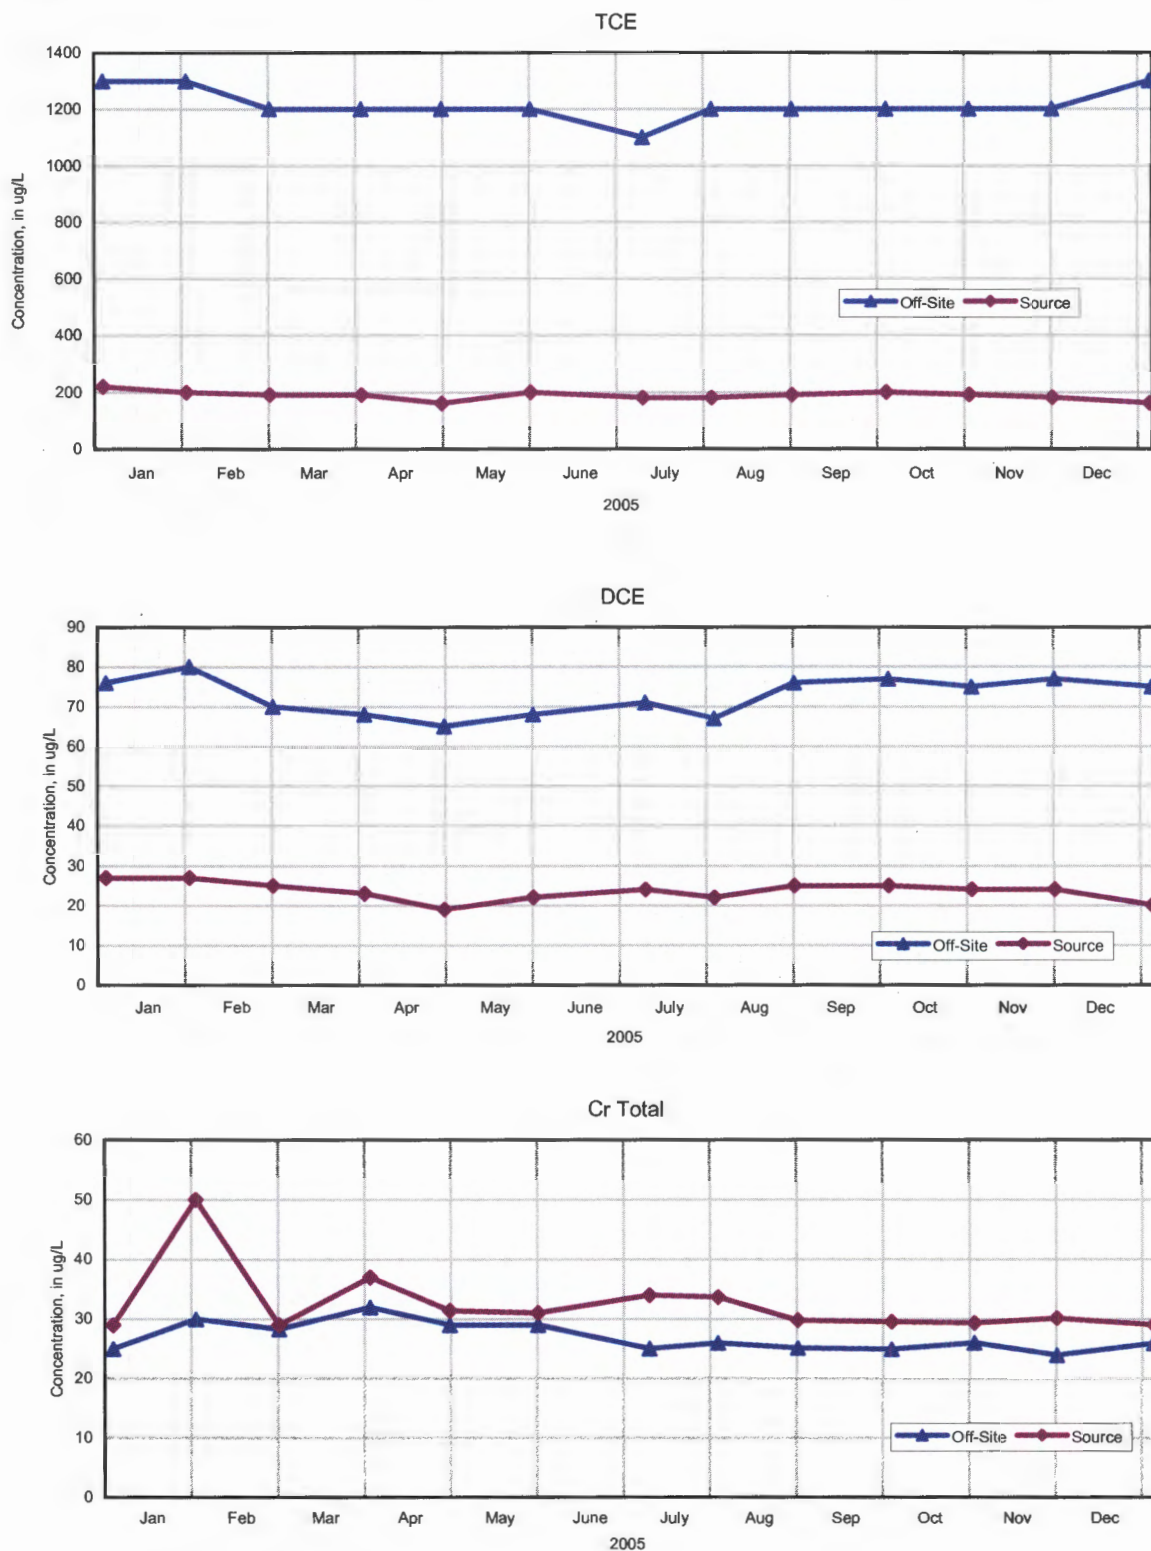 TCE
1400
1200
1000
800
600
400
200
0
Concentration, in ug/L
Off-Site Source
Jan Feb Mar Apr May June July Aug Sep Oct Nov Dec
2005
DCE
90
80
70
60
50
40
30
20
10
0
Concentration, in ug/L
Off-Site Source
Jan Feb Mar Apr May June July Aug Sep Oct Nov Dec
2005
Cr Total
60
50
40
30
20
10
0
Concentration, in ug/L
Off-Site Source
Jan Feb Mar Apr May June July Aug Sep Oct Nov Dec
2005